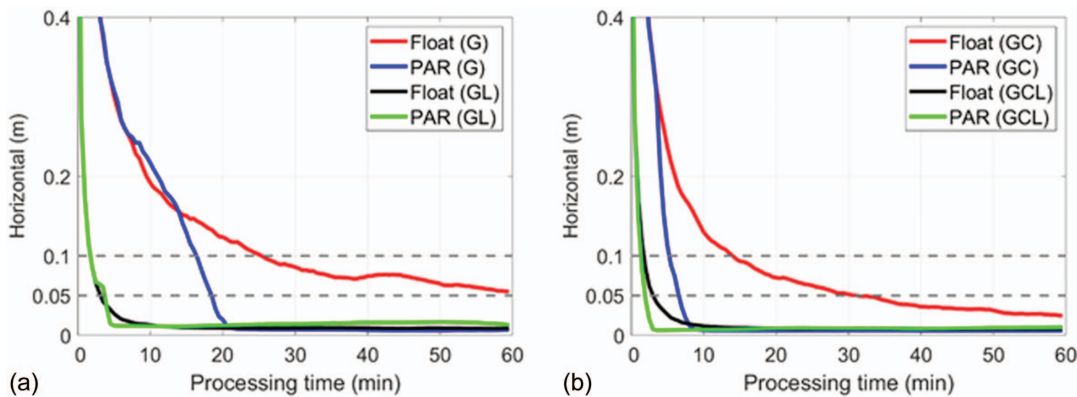 0.4
0.2
0.1
0.05
0
Horizontal (m)
Float (G)
PAR (G)
Float (GL)
PAR (GL)
0 10 20 30 40 50 60
Processing time (min)
(a)
0.4
0.2
0.1
0.05
0
Horizontal (m)
Float (GC)
PAR (GC)
Float (GCL)
PAR (GCL)
0 10 20 30 40 50 60
Processing time (min)
(b)